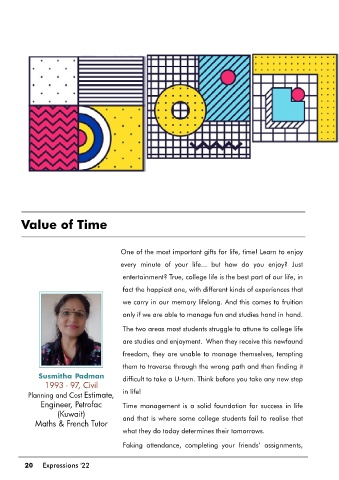 Value of Time
One of the most important gifts for life, time! Learn to enjoy
every minute of your life... but how do you enjoy? Just
entertainment? True, college life is the best part of our life, in
fact the happiest one, with different kinds of experiences that
we carry in our memory lifelong. And this comes to fruition
only if we are able to manage fun and studies hand in hand.
The two areas most students struggle to attune to college life
are studies and enjoyment. When they receive this newfound
freedom, they are unable to manage themselves, tempting
them to traverse through the wrong path and then finding it
difficult to take a U-turn. Think before you take any new step
in life!
Time management is a solid foundation for success in life
and that is where some college students fail to realise that
what they do today determines their tomorrows.
Faking attendance, completing your friends' assignments,
Susmitha Padman
1993 - 97, Civil
Planning and Cost Estimate,
Engineer, Petrofac
(Kuwait)
Maths & French Tutor
20 Expressions '22